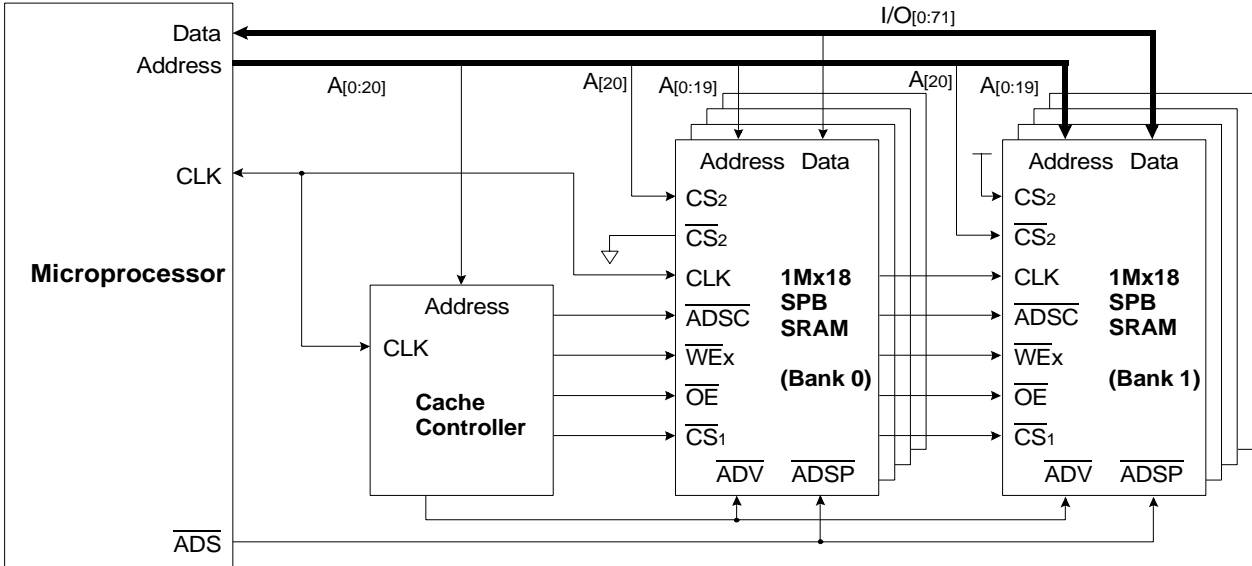 I/O[0:71]
Data
Address
A[0:20]
A[20]
A[0:19]
A[20]
A[0:19]
CLK
Microprocessor
ADS
Address
CLK
Cache
Controller
Address Data
CS2
CS2
CLK
ADSC
WEx
OE
CS1
1Mx18
SPB
SRAM
(Bank 0)
ADV ADSP
Address Data
CS2
CS2
CLK
ADSC
WEx
OE
CS1
1Mx18
SPB
SRAM
(Bank 1)
ADV ADSP